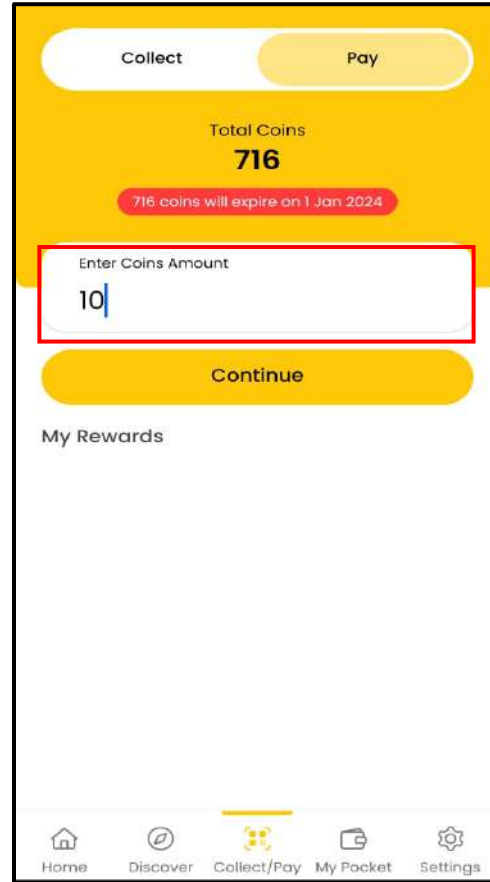 Collect Pay
Total Coins
716
716 coins will expire on 1 Jan 2024
Enter Coins Amount
10
Continue
My Rewards
Home Discover Collect/Pay My Pocket Settings